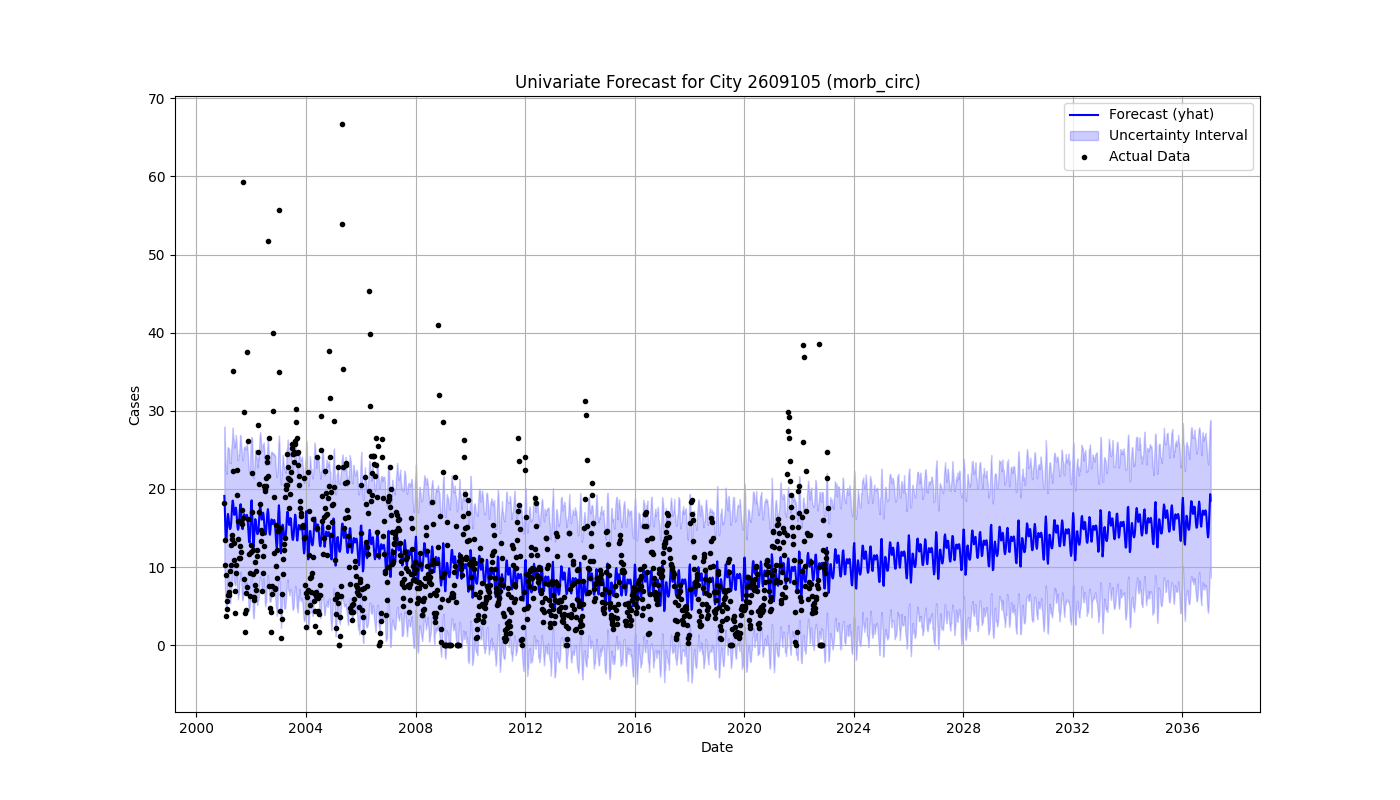 Univariate Forecast for City 2609105 (morb_circ)
Forecast (yhat)
Uncertainty Interval
Actual Data
Cases
70
60
50
40
30
20
10
0
2000 2004 2008 2012 2016 2020 2024 2028 2032 2036
Date